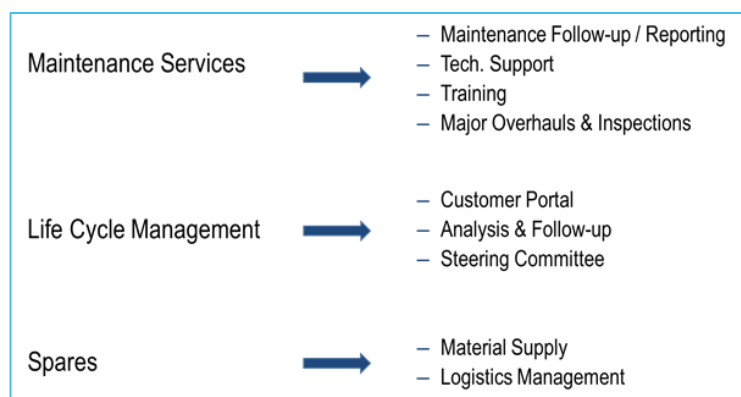 Maintenance Services
– Maintenance Follow-up / Reporting
– Tech. Support
– Training
– Major Overhauls & Inspections
Life Cycle Management
– Customer Portal
– Analysis & Follow-up
– Steering Committee
Spares
– Material Supply
– Logistics Management